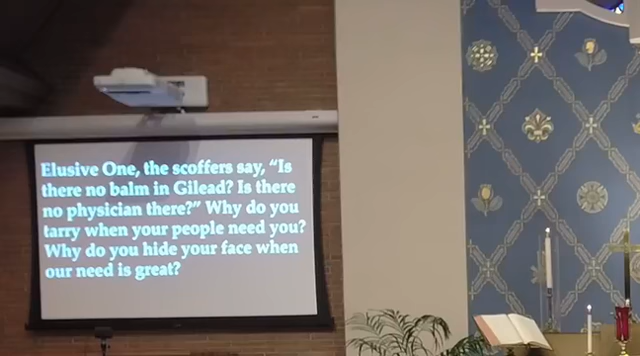 Elusive One, the scoffers say, “Is
there no balm in Gilead? Is there
no physician there?” Why do you
tarry when your people need you?
Why do you hide your face when
our need is great?